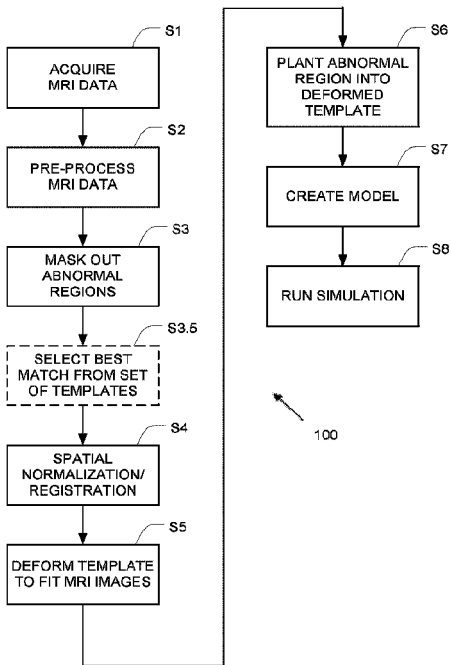 S1
ACQUIRE
MRI DATA
S2
PRE-PROCESS
MRI DATA
S3
MASK OUT
ABNORMAL
REGIONS
S3.5
SELECT BEST
MATCH FROM SET
OF TEMPLATES
S4
SPATIAL
NORMALIZATION/
REGISTRATION
S5
DEFORM TEMPLATE
TO FIT MRI IMAGES
S6
PLANT ABNORMAL
REGION INTO
DEFORMED
TEMPLATE
S7
CREATE MODEL
S8
RUN SIMULATION
100